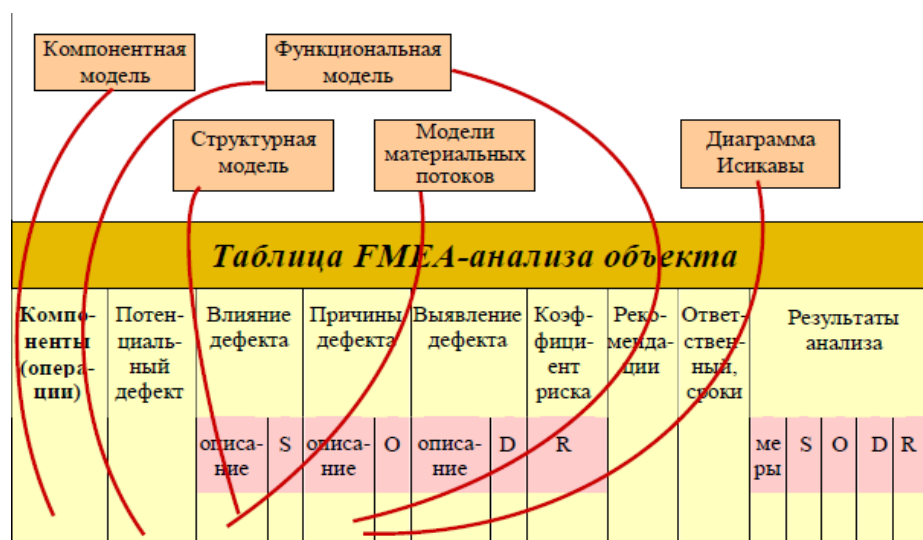 Компонентная
модель
Функциональная
модель
Структурная
модель
Модели
материальных
потоков
Диаграмма
Исикавы
Таблица FMEA-анализа объекта
Компо-
ненты
(опера-
ции)
Потен-
циаль-
ный
дефект
Влияние
дефекта
Причины
дефекта
Выявление
дефекта
Коэф-
фици-
ент
риска
Реко-
менда-
ции
Ответ-
ствен-
ный,
сроки
Результаты
анализа
описа-
ние
S
описа-
ние
O
описа-
ние
D
R
ме
ры
S
O
D
R